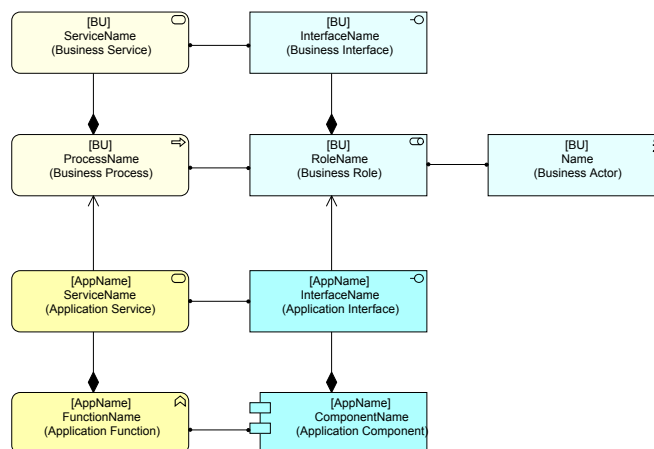 [BU]
ServiceName
(Business Service)
[BU]
InterfaceName
(Business Interface)
[BU]
ProcessName
(Business Process)
[BU]
RoleName
(Business Role)
[BU]
Name
(Business Actor)
[AppName]
ServiceName
(Application Service)
[AppName]
InterfaceName
(Application Interface)
[AppName]
FunctionName
(Application Function)
[AppName]
ComponentName
(Application Component)